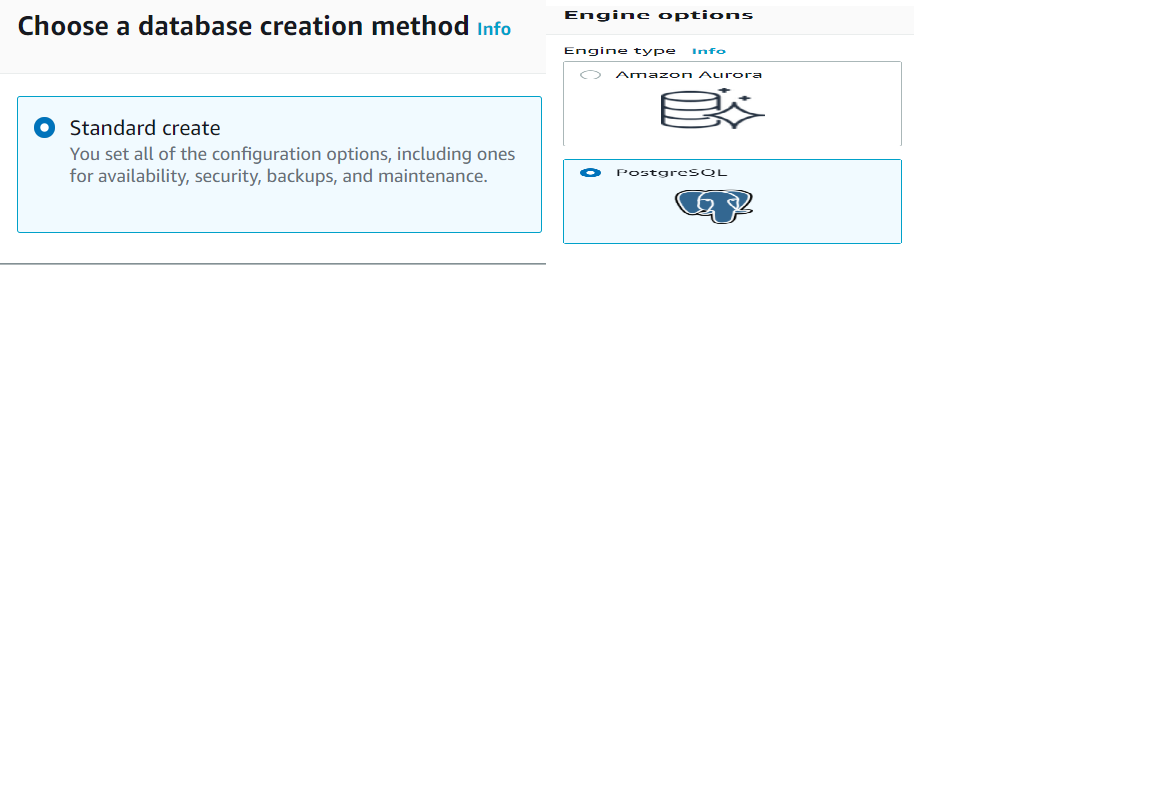 Choose a database creation method Info
Standard create
You set all of the configuration options, including ones
for availability, security, backups, and maintenance.
Engine options
Engine type Info
Amazon Aurora
PostgreSQL